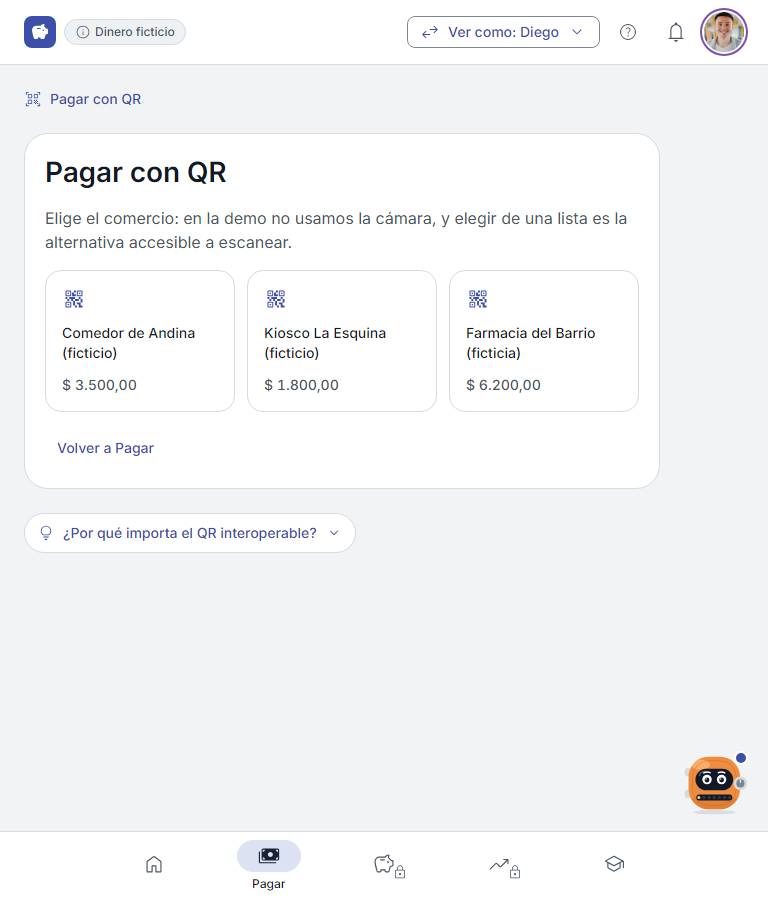 Dinero ficticio
Ver como: Diego
Pagar con QR
Pagar con QR
Elige el comercio: en la demo no usamos la cámara, y elegir de una lista es la
alternativa accesible a escanear.
Comedor de Andina
(ficticio)
$ 3.500,00
Kiosco La Esquina
(ficticio)
$ 1.800,00
Farmacia del Barrio
(ficticia)
$ 6.200,00
Volver a Pagar
¿Por qué importa el QR interoperable?
Pagar